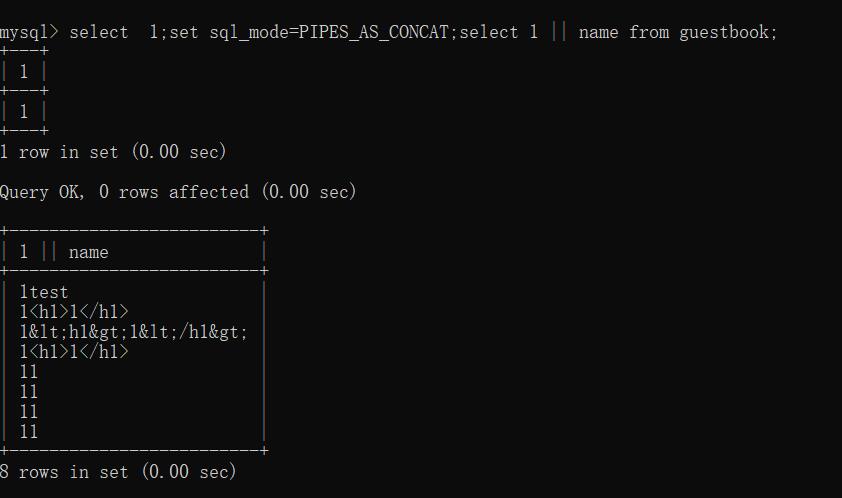 mysql> select  1;set sql_mode=PIPES_AS_CONCAT;select 1 || name from guestbook;
+---+
| 1 |
+---+
| 1 |
+---+
1 row in set (0.00 sec)

Query OK, 0 rows affected (0.00 sec)

+-------------------------+
| 1 || name               |
+-------------------------+
| 1test                   |
| 1<h1>1</h1>             |
| 1&lt;h1&gt;1&lt;/h1&gt; |
| 1<h1>1</h1>             |
| 11                      |
| 11                      |
| 11                      |
| 11                      |
+-------------------------+
8 rows in set (0.00 sec)